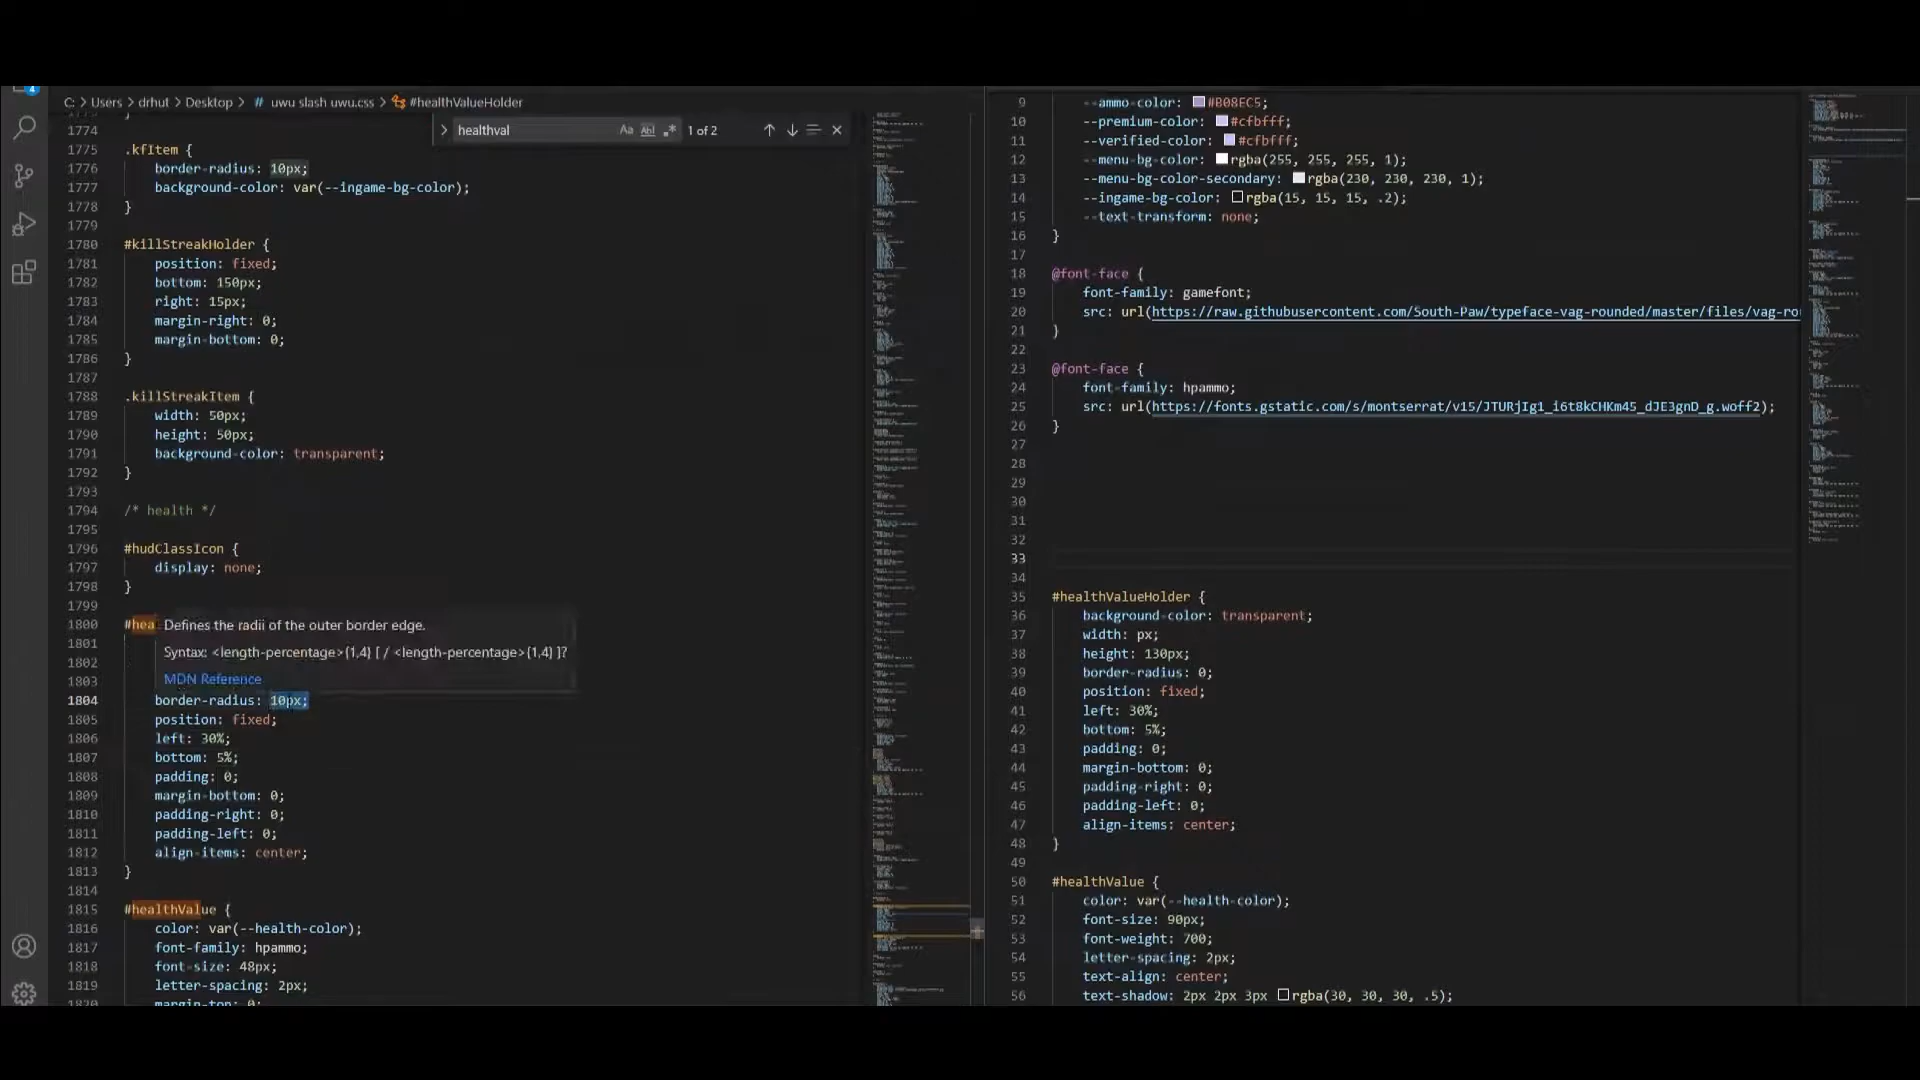 4
C: > Users > drhut > Desktop > # uwu slash uwu.css > #healthValueHolder
healthval Aa Abl .* 1 of 2
1774
1775 .kfItem {
1776 border-radius: 10px;
1777 background-color: var(--ingame-bg-color);
1778 }
1779
1780 #killStreakHolder {
1781 position: fixed;
1782 bottom: 150px;
1783 right: 15px;
1784 margin-right: 0;
1785 margin-bottom: 0;
1786 }
1787
1788 .killStreakItem {
1789 width: 50px;
1790 height: 50px;
1791 background-color: transparent;
1792 }
1793
1794 /* health */
1795
1796 #hudClassIcon {
1797 display: none;
1798 }
1799
1800 #hea
Defines the radii of the outer border edge.
1801
Syntax: <length-percentage>{1,4} [ / <length-percentage>{1,4} ]?
1802
1803
MDN Reference
1804 border-radius: 10px;
1805 position: fixed;
1806 left: 30%;
1807 bottom: 5%;
1808 padding: 0;
1809 margin-bottom: 0;
1810 padding-right: 0;
1811 padding-left: 0;
1812 align-items: center;
1813 }
1814
1815 #healthValue {
1816 color: var(--health-color);
1817 font-family: hpammo;
1818 font-size: 48px;
1819 letter-spacing: 2px;
1820 margin-top: 0;
9 --ammo-color: #B08EC5;
10 --premium-color: #cfbfff;
11 --verified-color: #cfbfff;
12 --menu-bg-color: rgba(255, 255, 255, 1);
13 --menu-bg-color-secondary: rgba(230, 230, 230, 1);
14 --ingame-bg-color: rgba(15, 15, 15, .2);
15 --text-transform: none;
16 }
17
18 @font-face {
19 font-family: gamefont;
20 src: url(https://raw.githubusercontent.com/South-Paw/typeface-vag-rounded/master/files/vag-ro
21 }
22
23 @font-face {
24 font-family: hpammo;
25 src: url(https://fonts.gstatic.com/s/montserrat/v15/JTURjIg1_i6t8kCHKm45_dJE3gnD_g.woff2);
26 }
27
28
29
30
31
32
33
34
35 #healthValueHolder {
36 background-color: transparent;
37 width: px;
38 height: 130px;
39 border-radius: 0;
40 position: fixed;
41 left: 30%;
42 bottom: 5%;
43 padding: 0;
44 margin-bottom: 0;
45 padding-right: 0;
46 padding-left: 0;
47 align-items: center;
48 }
49
50 #healthValue {
51 color: var(--health-color);
52 font-size: 90px;
53 font-weight: 700;
54 letter-spacing: 2px;
55 text-align: center;
56 text-shadow: 2px 2px 3px rgba(30, 30, 30, .5);